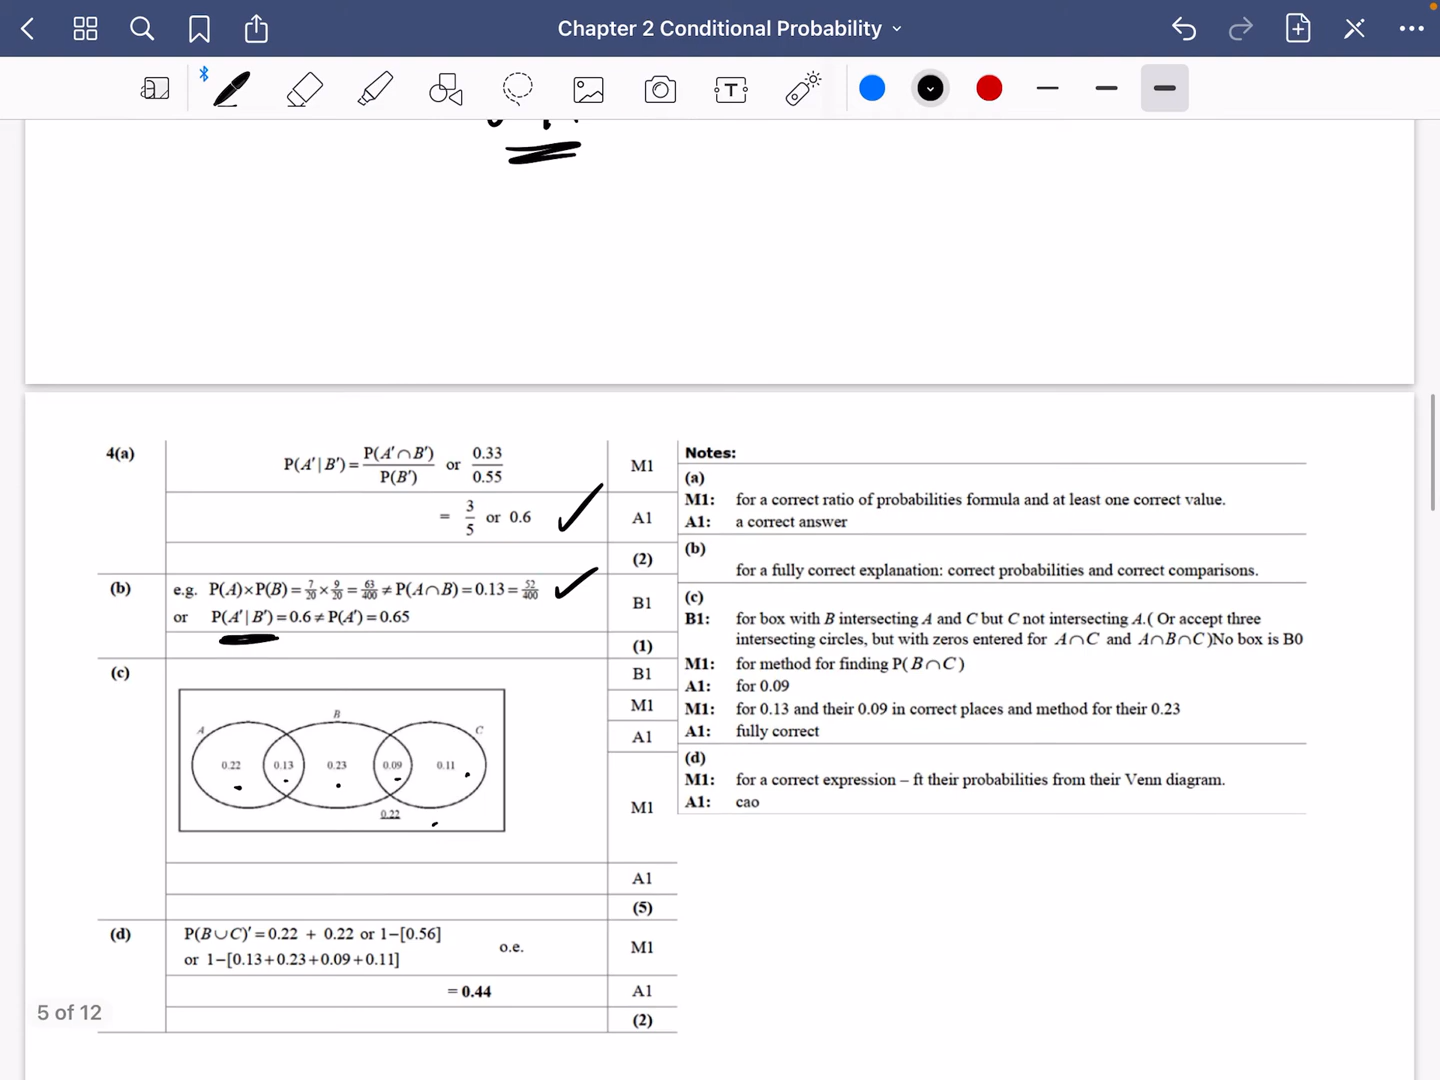 Chapter 2 Conditional Probability
4(a)
P(A′|B′) = P(A′∩B′)/P(B′) or 0.33/0.55
M1
= 3/5 or 0.6
A1
(2)
(b)
e.g. P(A)×P(B) = 7/20 × 9/20 = 63/400 ≠ P(A∩B) = 0.13 = 52/400
or P(A′|B′) = 0.6 ≠ P(A′) = 0.65
B1
(1)
(c)
B1
M1
A1
A
B
C
0.22
0.13
0.23
0.09
0.11
0.22
M1
A1
(5)
(d)
P(B∪C)′ = 0.22 + 0.22 or 1−[0.56]
or 1−[0.13+0.23+0.09+0.11]
o.e.
M1
= 0.44
A1
(2)
Notes:
(a)
M1: for a correct ratio of probabilities formula and at least one correct value.
A1: a correct answer
(b)
for a fully correct explanation: correct probabilities and correct comparisons.
(c)
B1: for box with B intersecting A and C but C not intersecting A.( Or accept three
intersecting circles, but with zeros entered for A∩C and A∩B∩C)No box is B0
M1: for method for finding P( B∩C )
A1: for 0.09
M1: for 0.13 and their 0.09 in correct places and method for their 0.23
A1: fully correct
(d)
M1: for a correct expression – ft their probabilities from their Venn diagram.
A1: cao
5 of 12